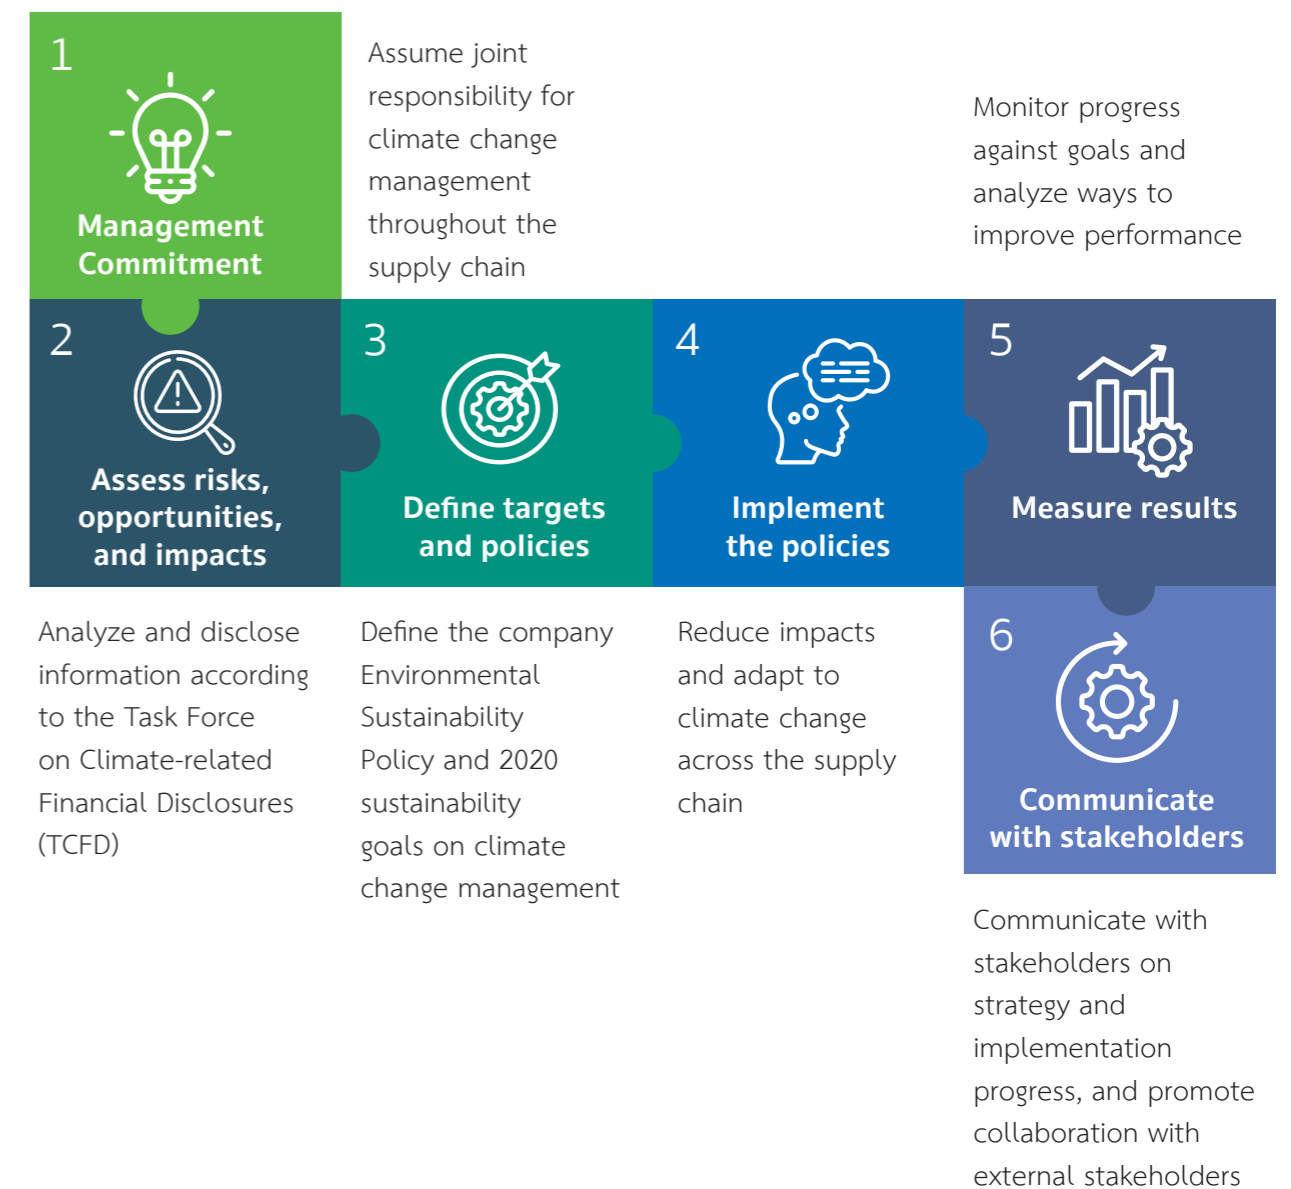 1
Management
Commitment
Assume joint
responsibility for
climate change
management
throughout the
supply chain
2
Assess risks,
opportunities,
and impacts
Analyze and disclose
information according
to the Task Force
on Climate-related
Financial Disclosures
(TCFD)
3
Define targets
and policies
Define the company
Environmental
Sustainability
Policy and 2020
sustainability
goals on climate
change management
4
Implement
the policies
Reduce impacts
and adapt to
climate change
across the supply
chain
Monitor progress
against goals and
analyze ways to
improve performance
5
Measure results
6
Communicate
with stakeholders
Communicate with
stakeholders on
strategy and
implementation
progress, and promote
collaboration with
external stakeholders